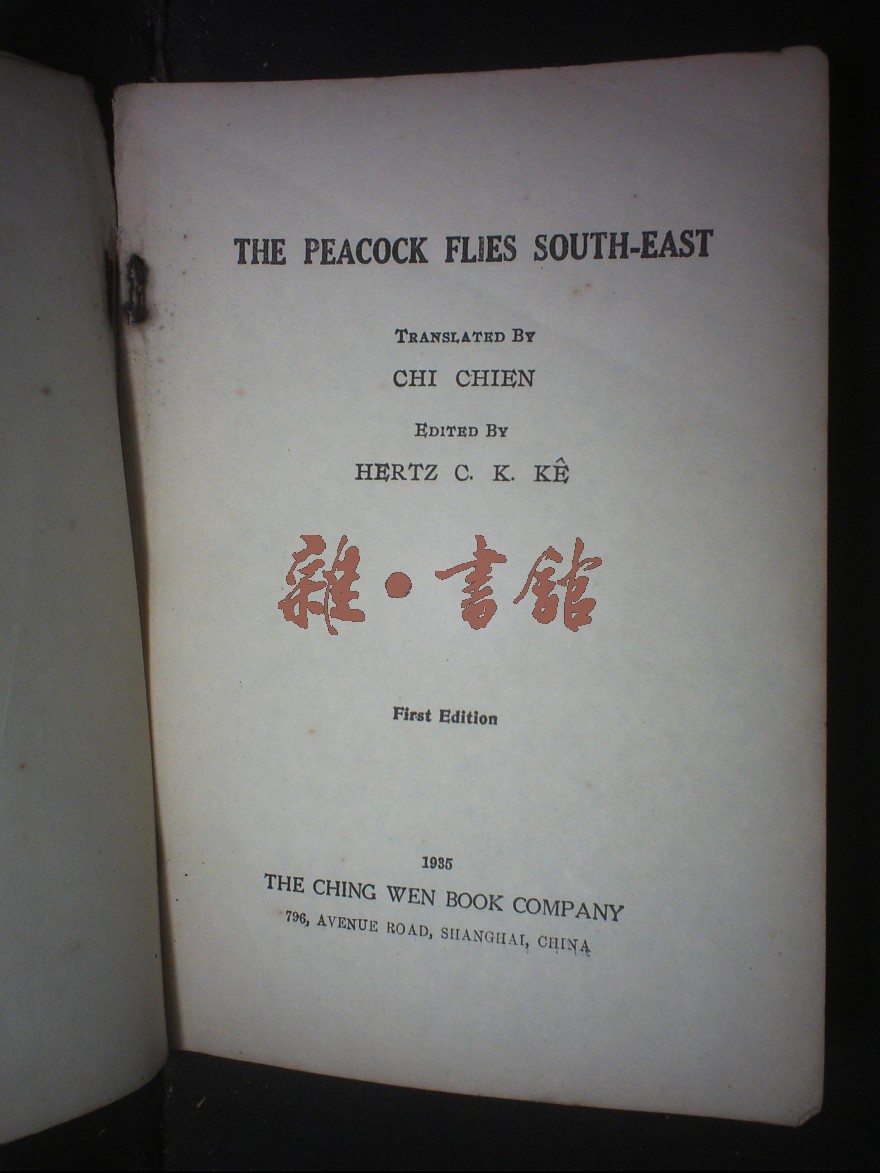 THE PEACOCK FLIES SOUTH-EAST
TRANSLATED BY
CHI CHIEN
EDITED BY
HERTZ C. K. KÊ
雜·書館
First Edition
1935
THE CHING WEN BOOK COMPANY
796, AVENUE ROAD, SHANGHAI, CHINA